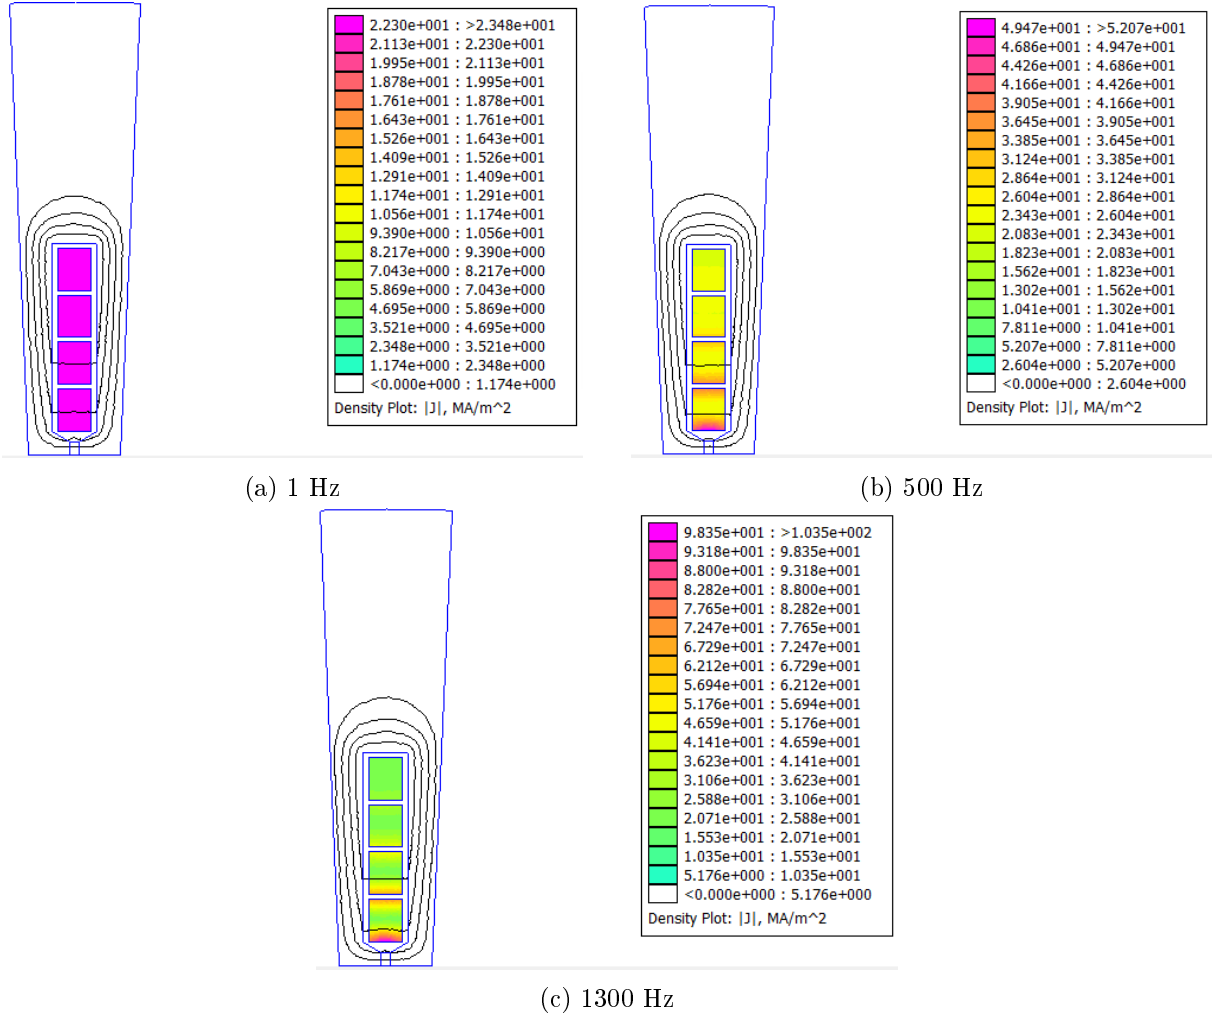 2.230e+001 : >2.348e+001
2.113e+001 : 2.230e+001
1.995e+001 : 2.113e+001
1.878e+001 : 1.995e+001
1.761e+001 : 1.878e+001
1.643e+001 : 1.761e+001
1.526e+001 : 1.643e+001
1.409e+001 : 1.526e+001
1.291e+001 : 1.409e+001
1.174e+001 : 1.291e+001
1.056e+001 : 1.174e+001
9.390e+000 : 1.056e+001
8.217e+000 : 9.390e+000
7.043e+000 : 8.217e+000
5.869e+000 : 7.043e+000
4.695e+000 : 5.869e+000
3.521e+000 : 4.695e+000
2.348e+000 : 3.521e+000
1.174e+000 : 2.348e+000
<0.000e+000 : 1.174e+000
Density Plot: |J|, MA/m^2
(a) 1 Hz
4.947e+001 : >5.207e+001
4.686e+001 : 4.947e+001
4.426e+001 : 4.686e+001
4.166e+001 : 4.426e+001
3.905e+001 : 4.166e+001
3.645e+001 : 3.905e+001
3.385e+001 : 3.645e+001
3.124e+001 : 3.385e+001
2.864e+001 : 3.124e+001
2.604e+001 : 2.864e+001
2.343e+001 : 2.604e+001
2.083e+001 : 2.343e+001
1.823e+001 : 2.083e+001
1.562e+001 : 1.823e+001
1.302e+001 : 1.562e+001
1.041e+001 : 1.302e+001
7.811e+000 : 1.041e+001
5.207e+000 : 7.811e+000
2.604e+000 : 5.207e+000
<0.000e+000 : 2.604e+000
Density Plot: |J|, MA/m^2
(b) 500 Hz
9.835e+001 : >1.035e+002
9.318e+001 : 9.835e+001
8.800e+001 : 9.318e+001
8.282e+001 : 8.800e+001
7.765e+001 : 8.282e+001
7.247e+001 : 7.765e+001
6.729e+001 : 7.247e+001
6.212e+001 : 6.729e+001
5.694e+001 : 6.212e+001
5.176e+001 : 5.694e+001
4.659e+001 : 5.176e+001
4.141e+001 : 4.659e+001
3.623e+001 : 4.141e+001
3.106e+001 : 3.623e+001
2.588e+001 : 3.106e+001
2.071e+001 : 2.588e+001
1.553e+001 : 2.071e+001
1.035e+001 : 1.553e+001
5.176e+000 : 1.035e+001
<0.000e+000 : 5.176e+000
Density Plot: |J|, MA/m^2
(c) 1300 Hz